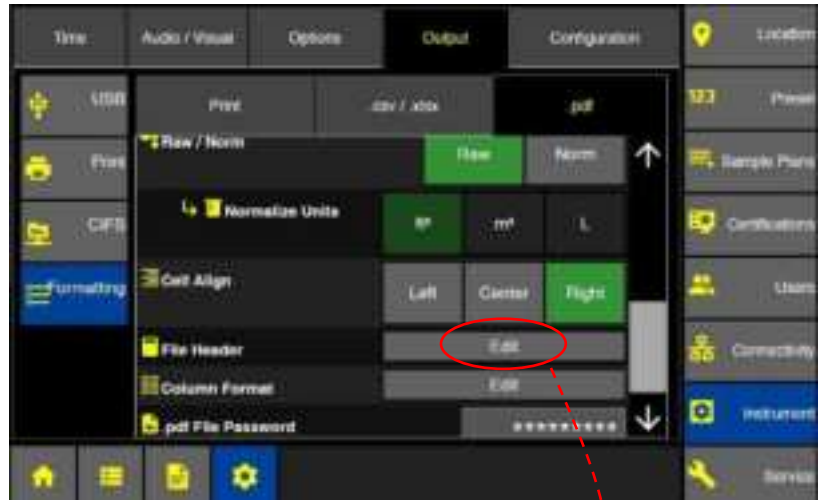 Time Audio / Visual Options Output Configuration Location
USB Print .csv / .xlsx .pdf 123 Preset
Print Raw / Norm Raw Norm Sample Plans
CIFS Normalize Units ft³ m³ L Certifications
Formatting Cell Align Left Center Right Users
File Header Edit Connectivity
Column Format Edit
.pdf File Password ********* Instrument
Service